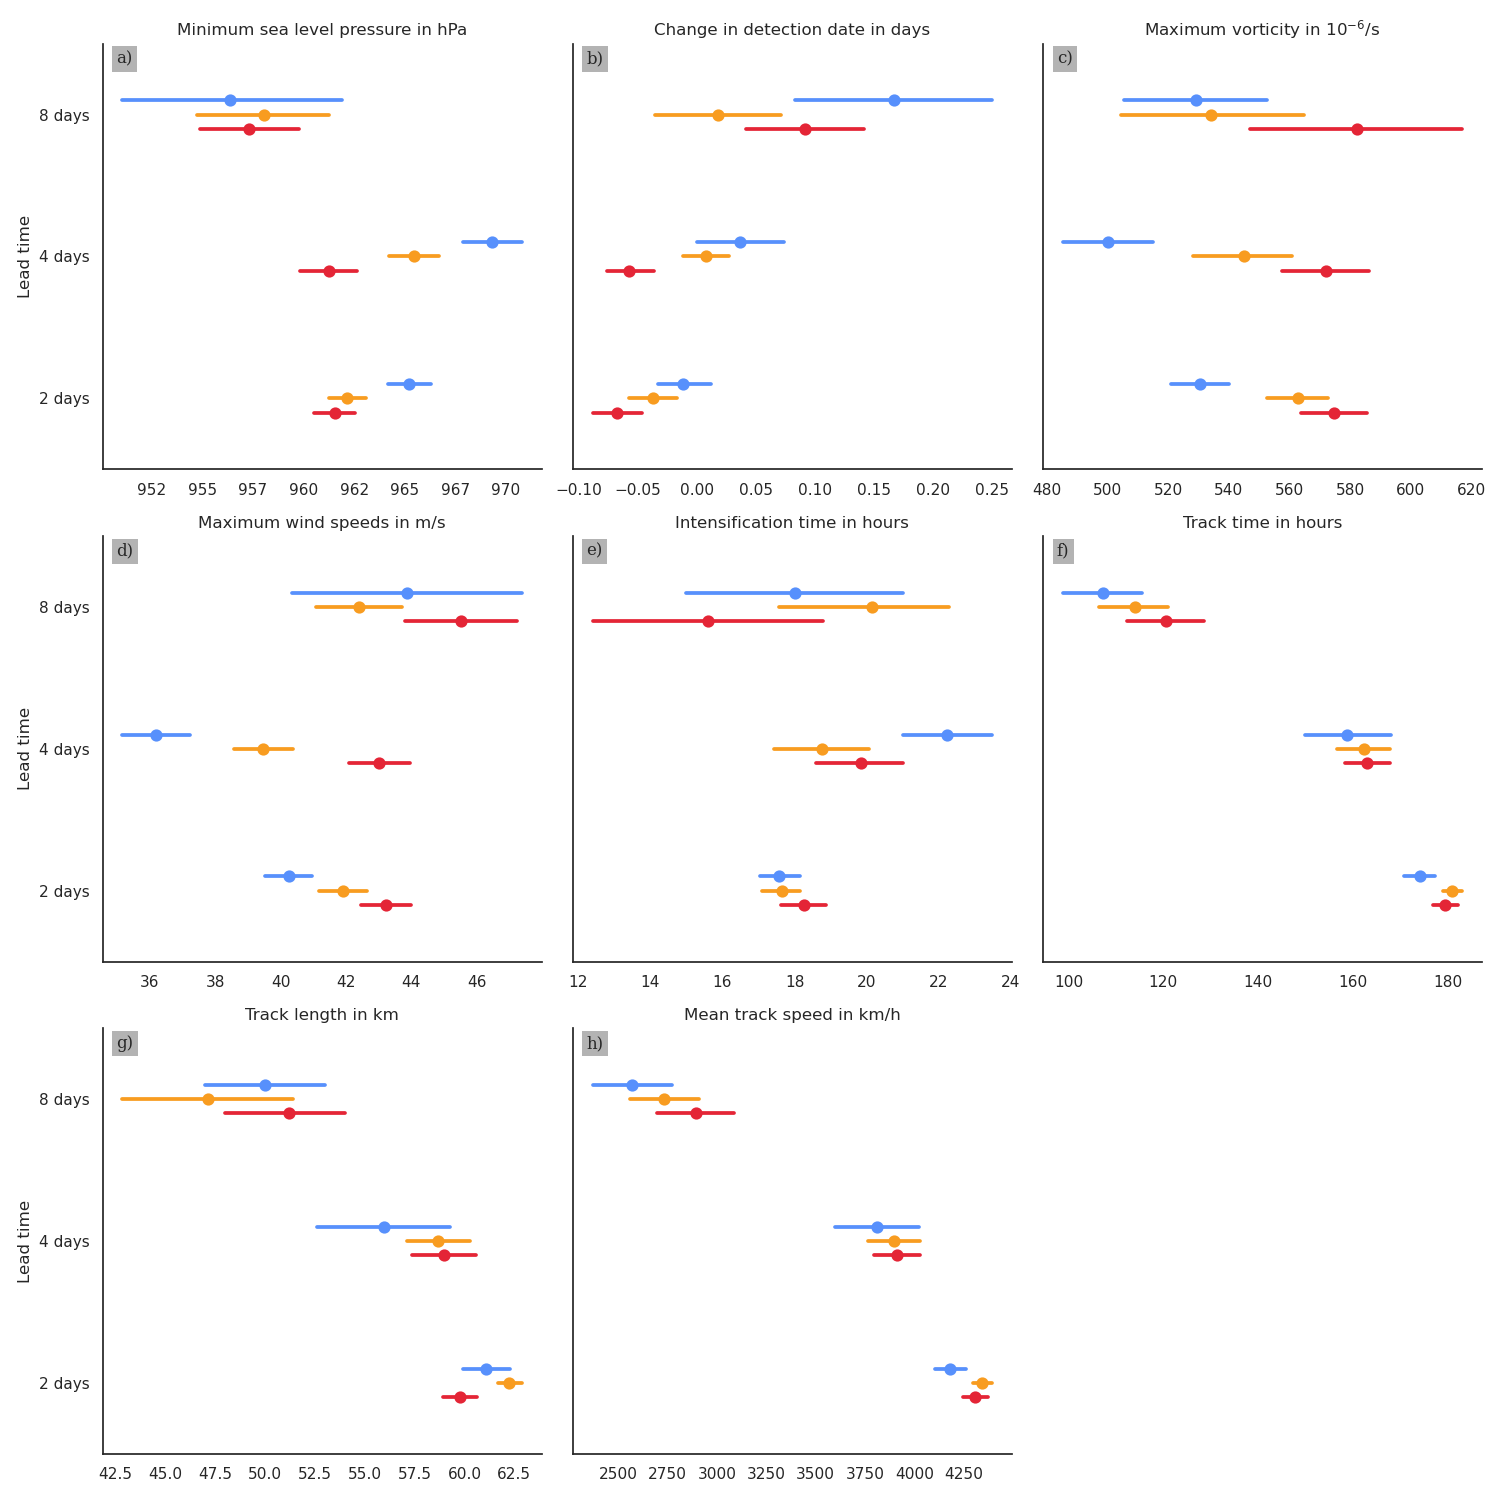 Minimum sea level pressure in hPa
Change in detection date in days
Maximum vorticity in 10⁻⁶/s
a)
b)
c)
8 days
4 days
2 days
Lead time
952 955 957 960 962 965 967 970
−0.10 −0.05 0.00 0.05 0.10 0.15 0.20 0.25
480 500 520 540 560 580 600 620
Maximum wind speeds in m/s
Intensification time in hours
Track time in hours
d)
e)
f)
8 days
4 days
2 days
Lead time
36 38 40 42 44 46
12 14 16 18 20 22 24
100 120 140 160 180
Track length in km
Mean track speed in km/h
g)
h)
8 days
4 days
2 days
Lead time
42.5 45.0 47.5 50.0 52.5 55.0 57.5 60.0 62.5
2500 2750 3000 3250 3500 3750 4000 4250